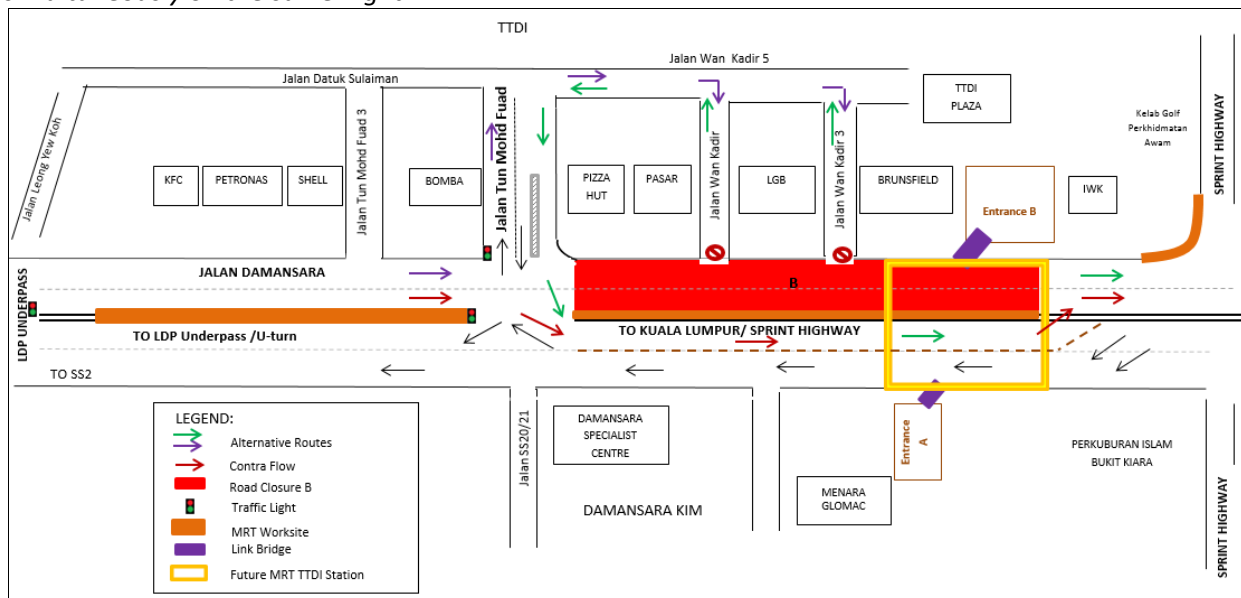 TTDI
Jalan Wan Kadir 5
Jalan Datuk Sulaiman
TTDI
PLAZA
Kelab Golf
Perkhidmatan
Awam
SPRINT HIGHWAY
Jalan Leong Yew Koh
KFC
PETRONAS
SHELL
Jalan Tun Mohd Fuad 3
BOMBA
Jalan Tun Mohd Fuad
PIZZA
HUT
PASAR
Jalan Wan Kadir
LGB
Jalan Wan Kadir 3
BRUNSFIELD
Entrance B
IWK
JALAN DAMANSARA
B
LDP UNDERPASS
TO LDP Underpass /U-turn
TO KUALA LUMPUR/ SPRINT HIGHWAY
TO SS2
LEGEND:
Alternative Routes
Contra Flow
Road Closure B
Traffic Light
MRT Worksite
Link Bridge
Future MRT TTDI Station
Jalan SS20/21
DAMANSARA
SPECIALIST
CENTRE
DAMANSARA KIM
MENARA
GLOMAC
Entrance
A
PERKUBURAN ISLAM
BUKIT KIARA
SPRINT HIGHWAY